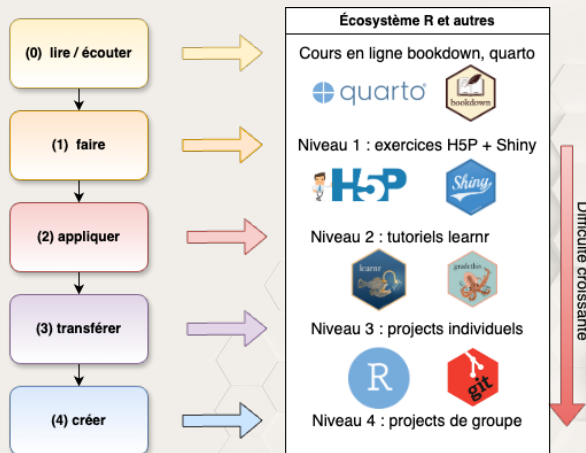 (0) lire / écouter
(1) faire
(2) appliquer
(3) transférer
(4) créer
Écosystème R et autres
Cours en ligne bookdown, quarto
quarto
bookdown
Niveau 1 : exercices H5P + Shiny
H5P
Shiny
Niveau 2 : tutoriels learnr
learnr
gradethis
Niveau 3 : projects individuels
R
git
Niveau 4 : projects de groupe
Difficulté croissante